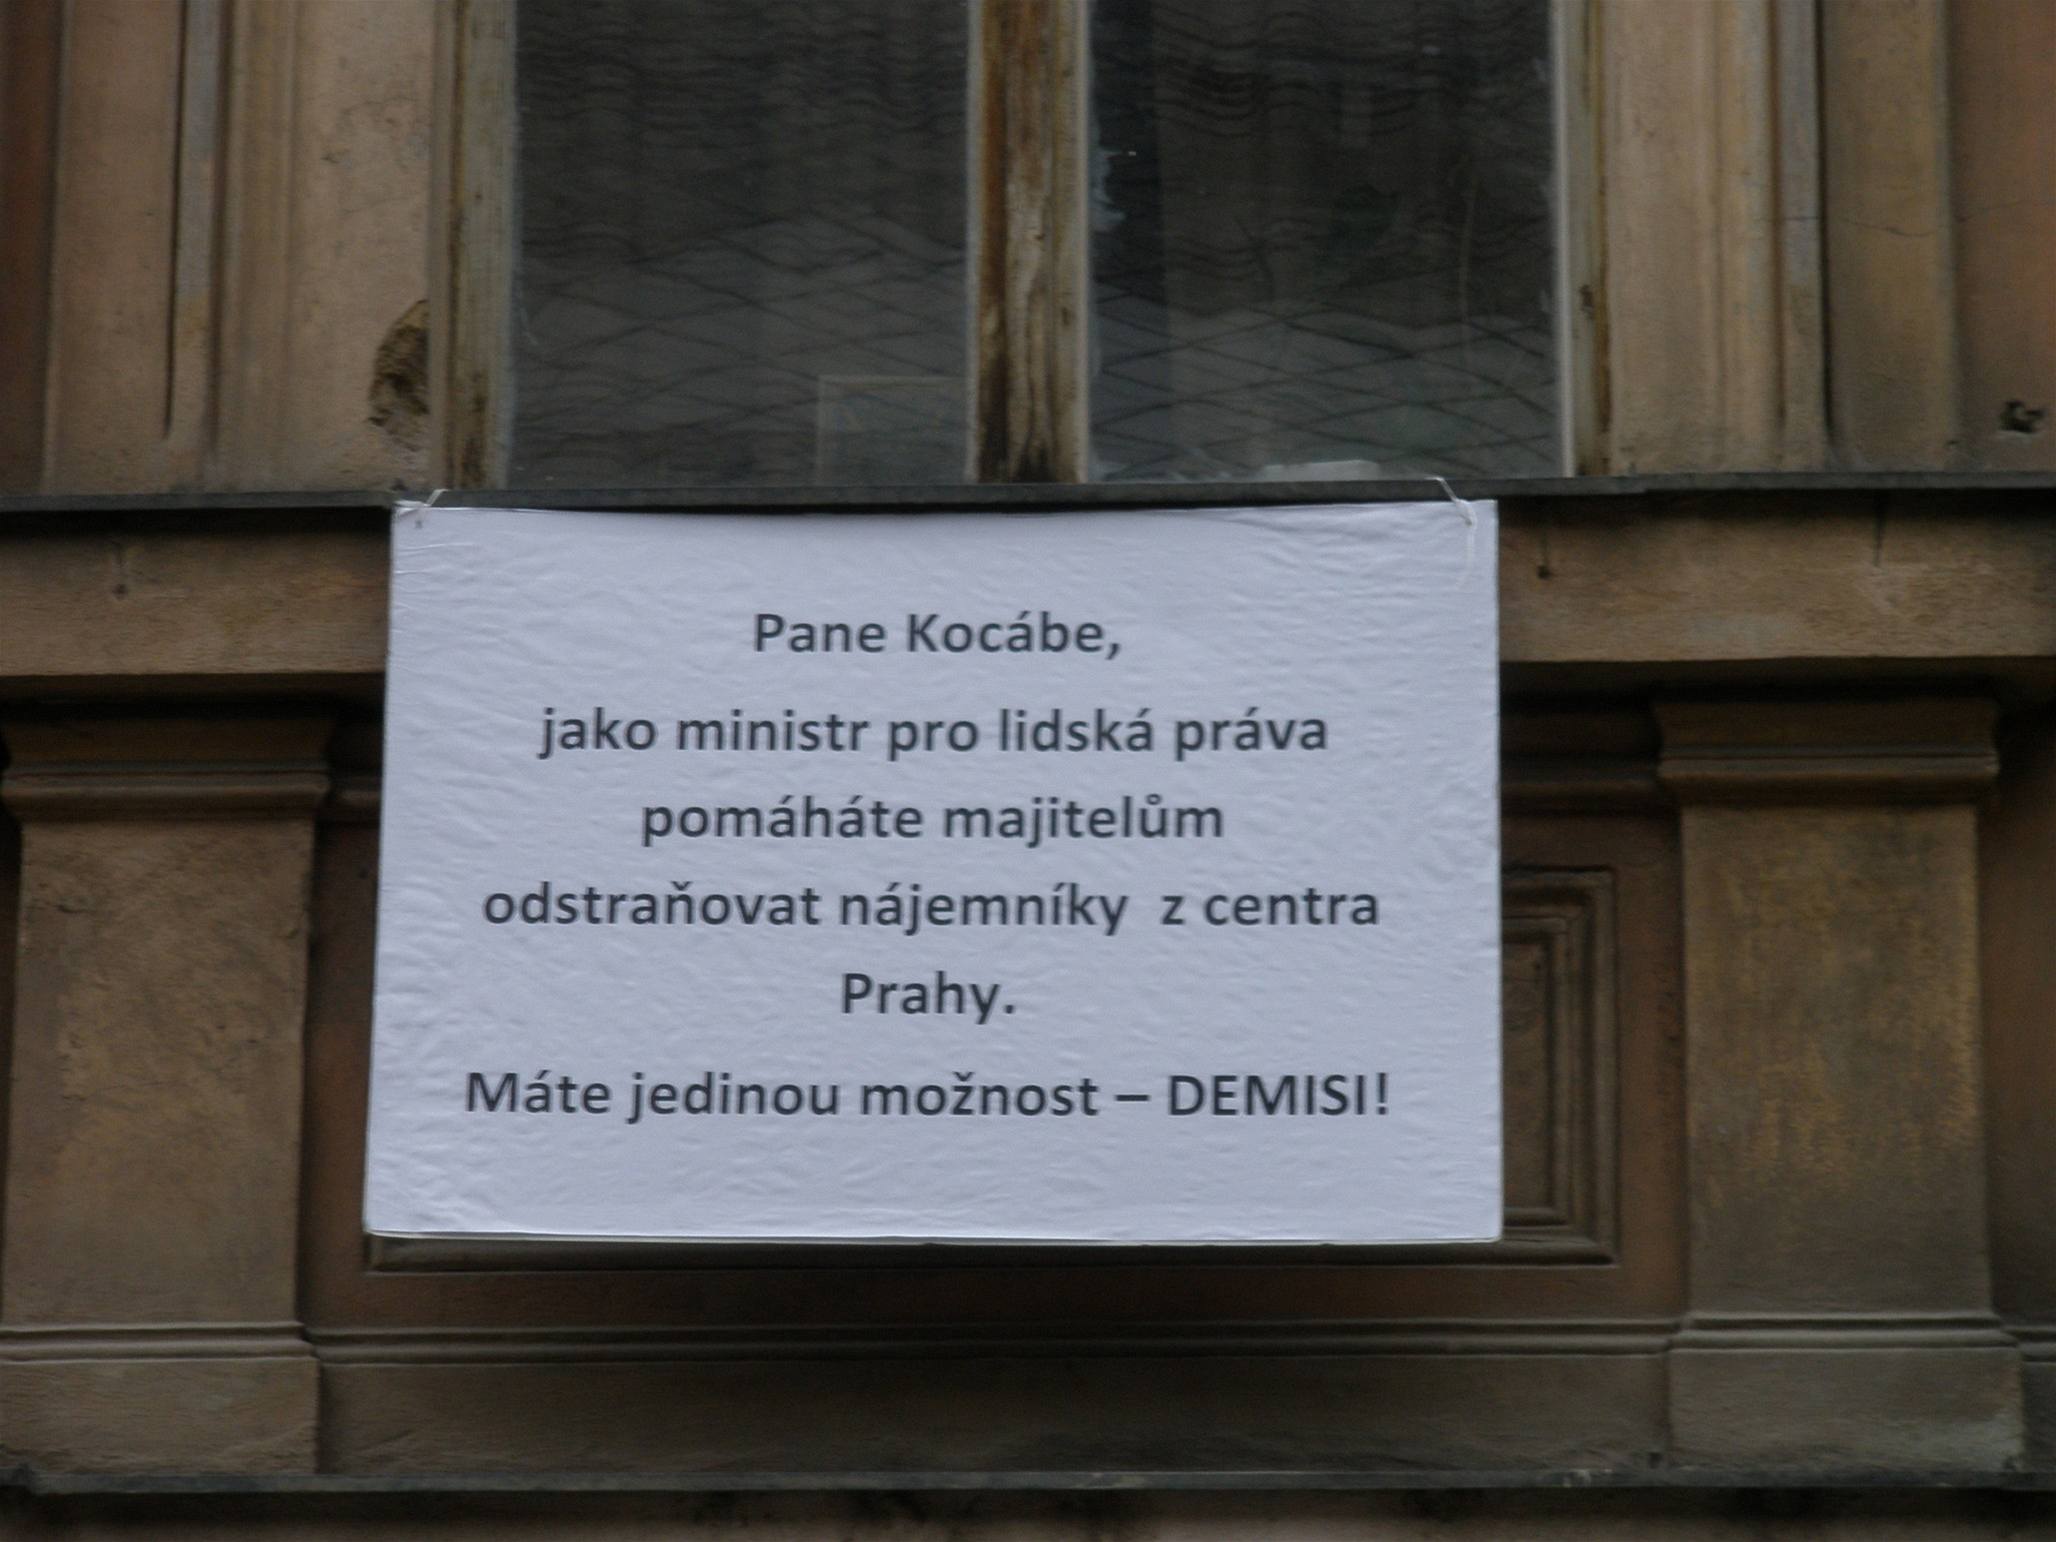 Pane Kocábe,
jako ministr pro lidská práva
pomáháte majitelům
odstraňovat nájemníky z centra
Prahy.
Máte jedinou možnost – DEMISI!